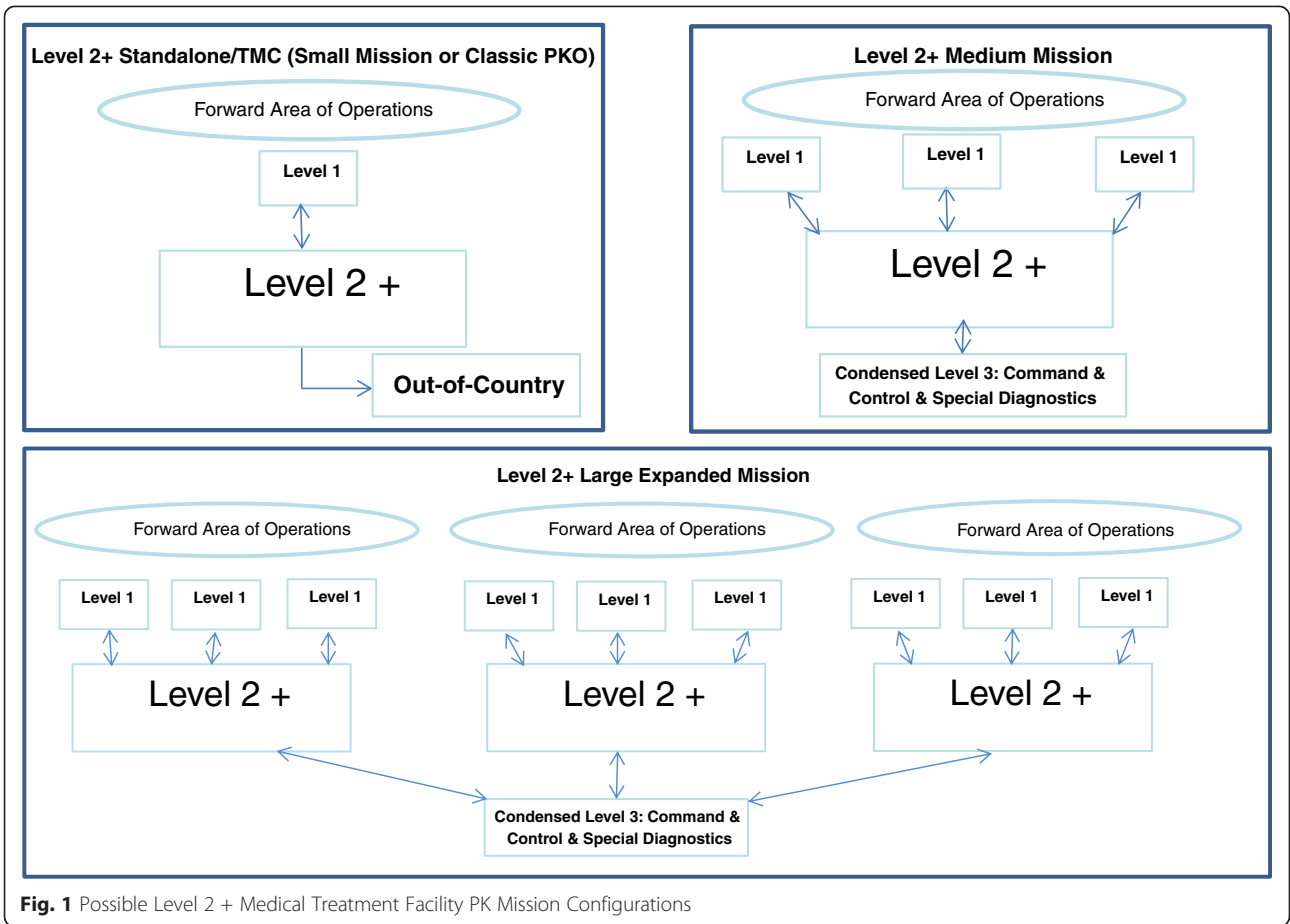 Level 2+ Standalone/TMC (Small Mission or Classic PKO)
Forward Area of Operations
Level 1
Level 2 +
Out-of-Country
Level 2+ Medium Mission
Forward Area of Operations
Level 1
Level 1
Level 1
Level 2 +
Condensed Level 3: Command &
Control & Special Diagnostics
Level 2+ Large Expanded Mission
Forward Area of Operations
Forward Area of Operations
Forward Area of Operations
Level 1
Level 1
Level 1
Level 1
Level 1
Level 1
Level 1
Level 1
Level 1
Level 2 +
Level 2 +
Level 2 +
Condensed Level 3: Command &
Control & Special Diagnostics
Fig. 1 Possible Level 2 + Medical Treatment Facility PK Mission Configurations